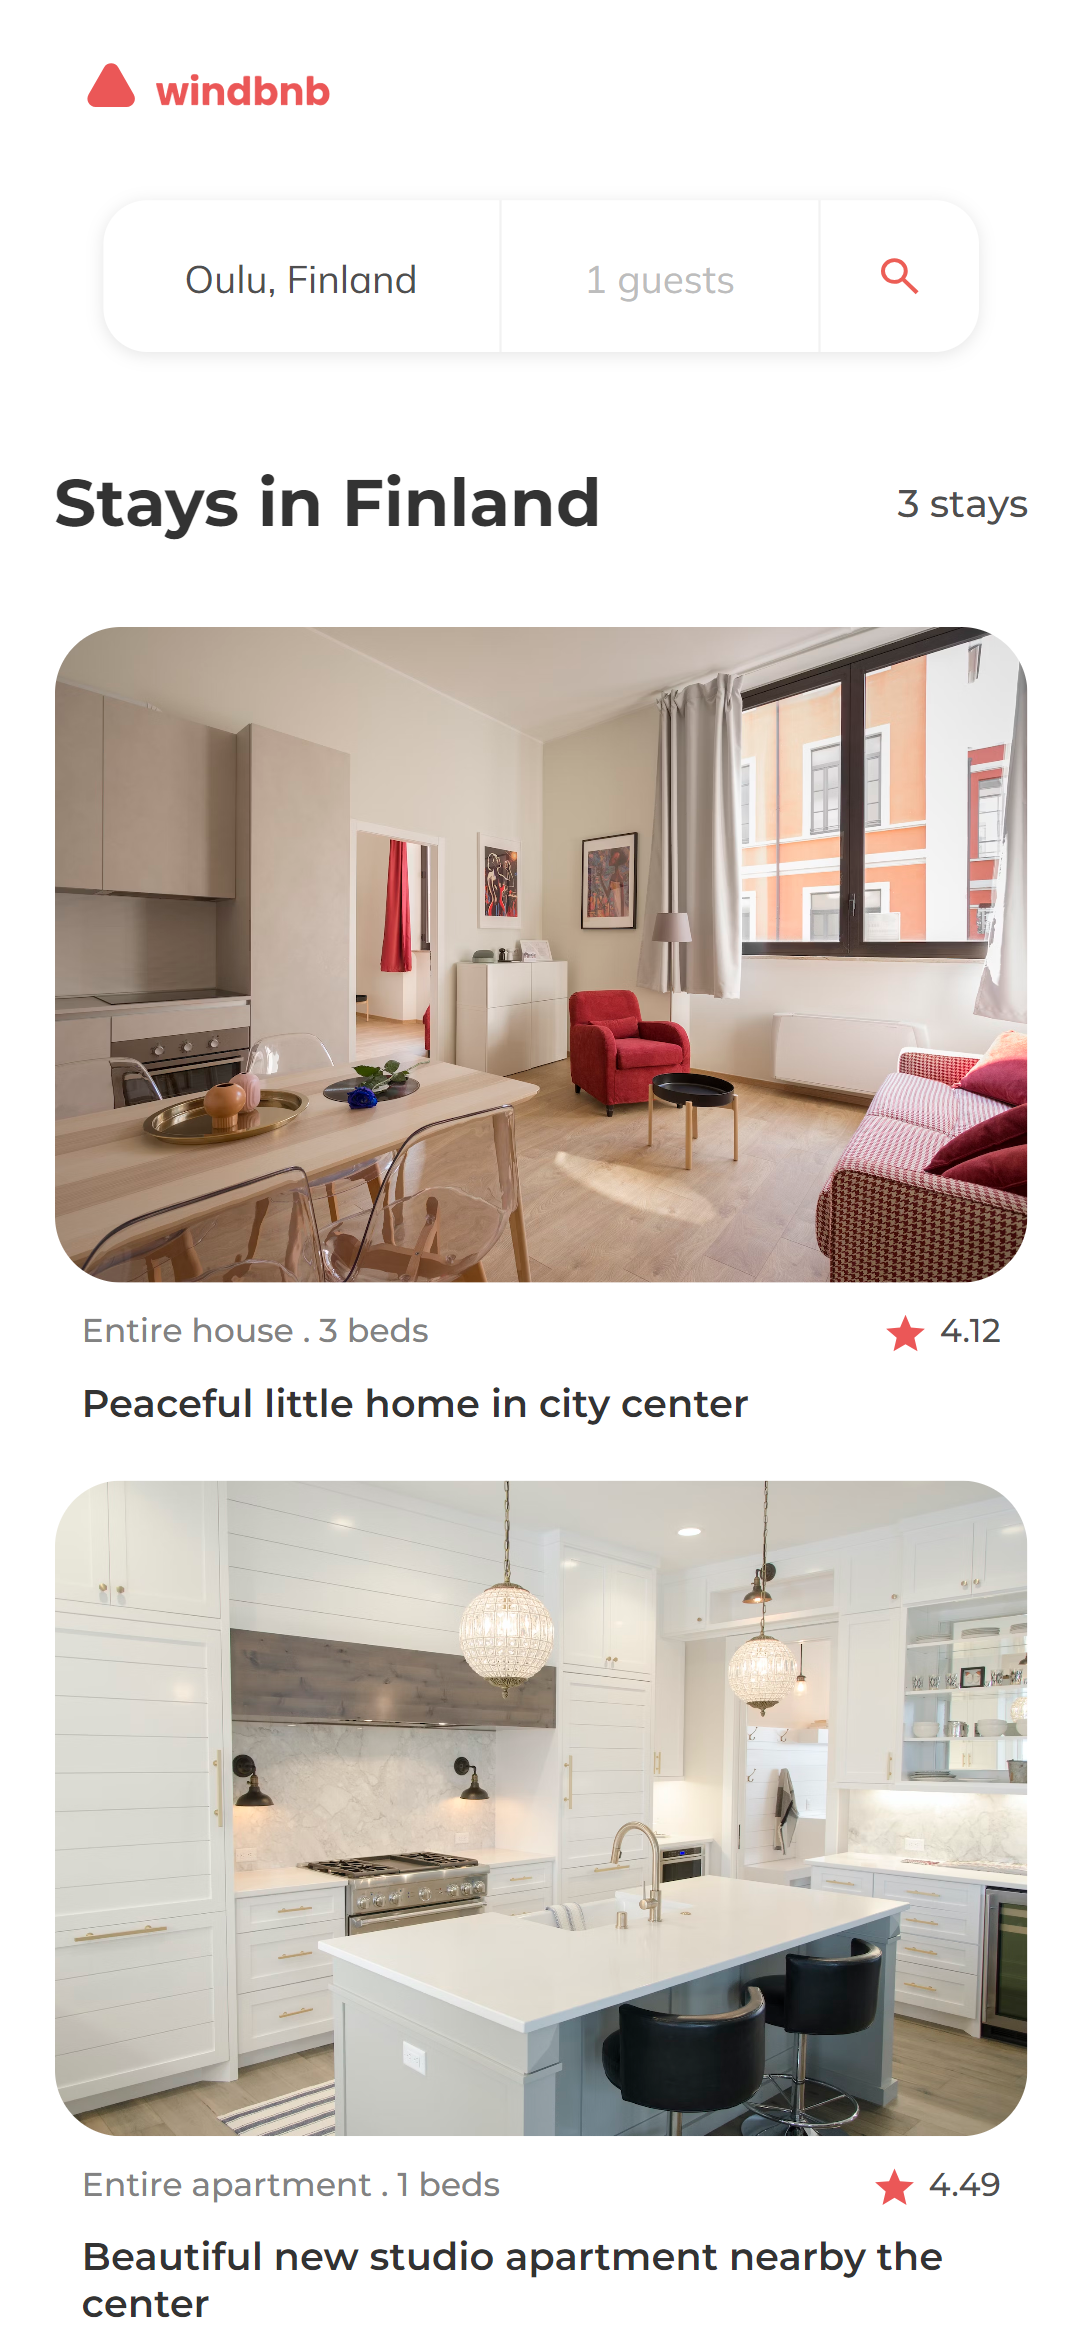 windbnb
Oulu, Finland
1 guests
Stays in Finland
3 stays
Entire house . 3 beds
4.12
Peaceful little home in city center
Entire apartment . 1 beds
4.49
Beautiful new studio apartment nearby the
center